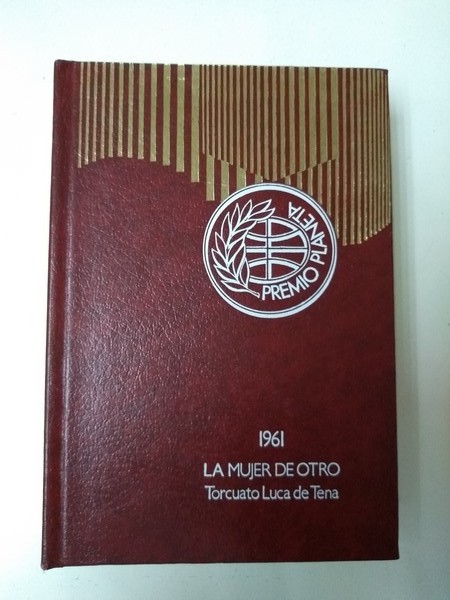 PREMIO PLANETA
1961
LA MUJER DE OTRO
Torcuato Luca de Tena